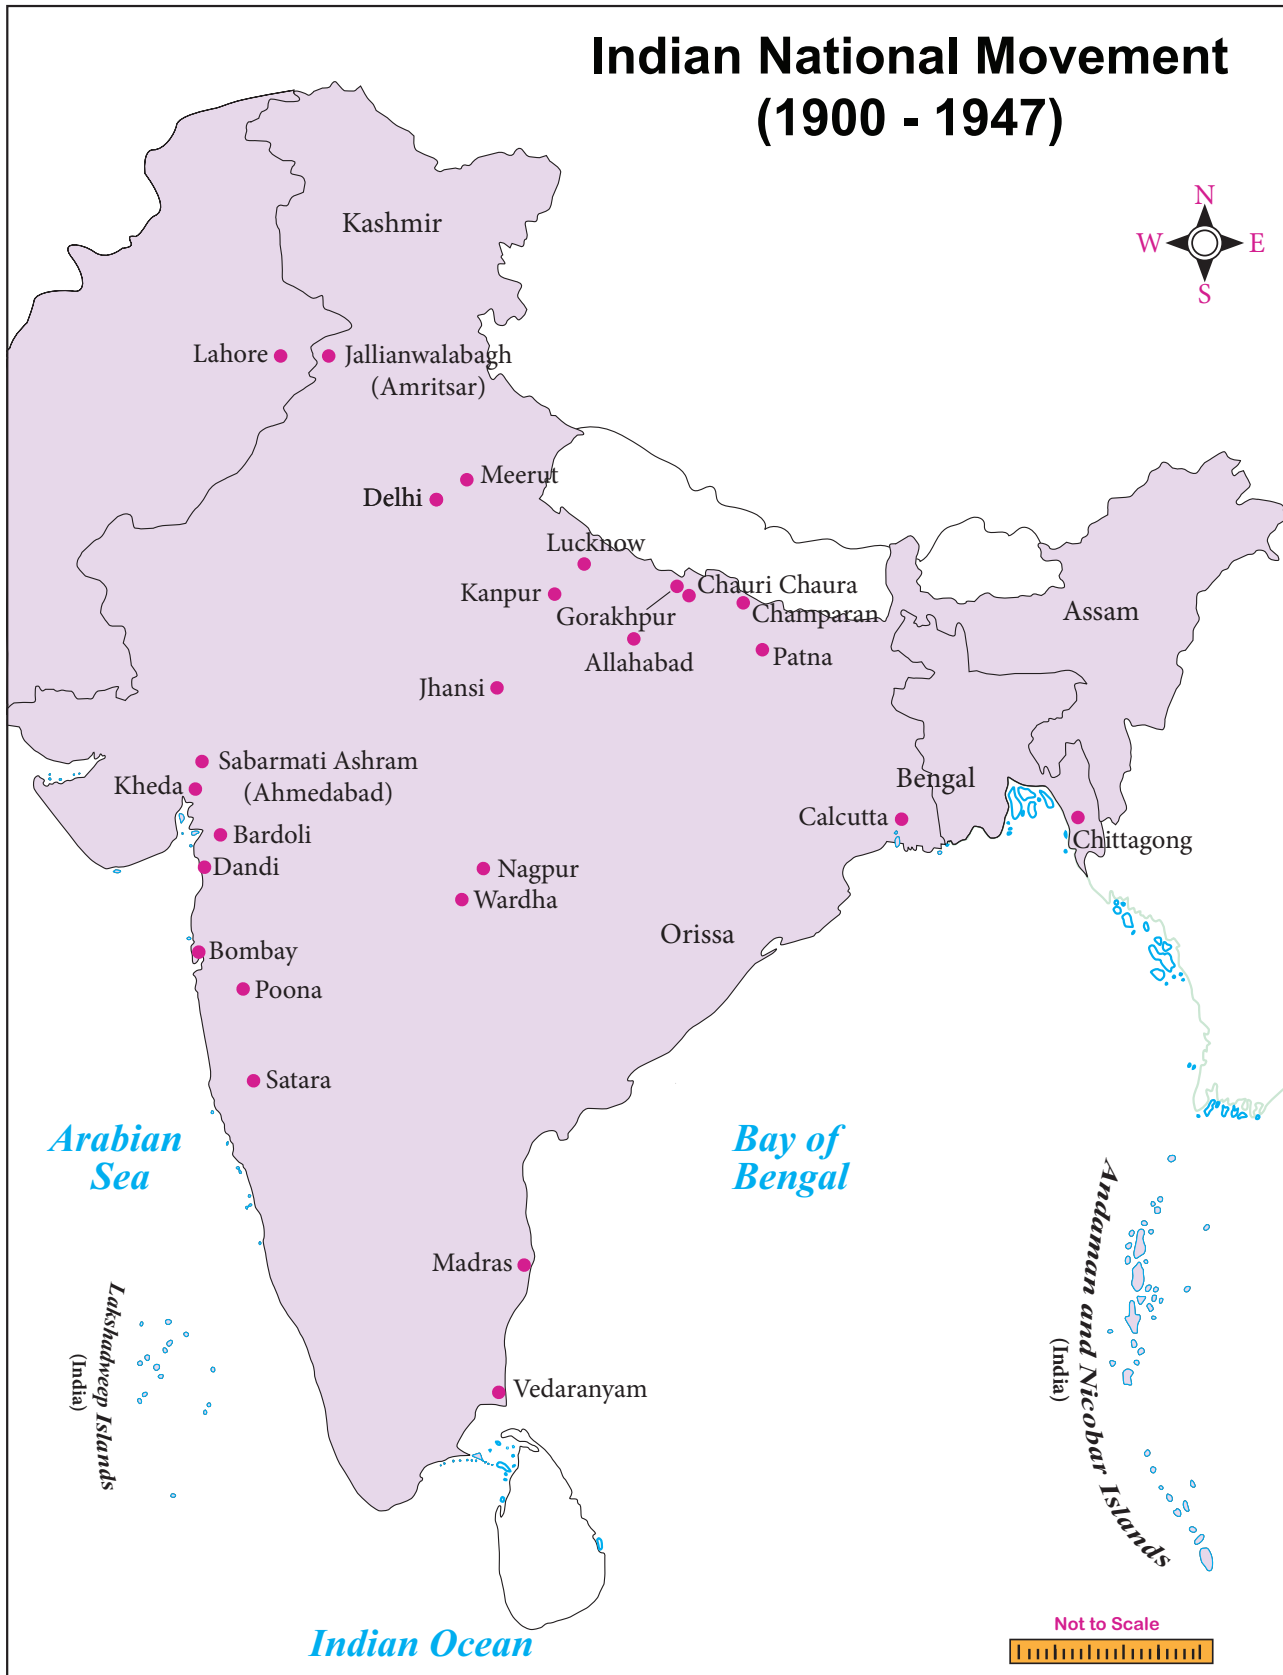 Indian National Movement
(1900 - 1947)
N
W
E
S
Kashmir
Lahore
Jallianwalabagh
(Amritsar)
Meerut
Delhi
Lucknow
Kanpur
Chauri Chaura
Gorakhpur
Champaran
Assam
Allahabad
Patna
Jhansi
Sabarmati Ashram
(Ahmedabad)
Kheda
Bengal
Bardoli
Calcutta
Chittagong
Dandi
Nagpur
Wardha
Orissa
Bombay
Poona
Satara
Arabian
Sea
Bay of
Bengal
Madras
Lakshadweep Islands
(India)
Andaman and Nicobar Islands
(India)
Vedaranyam
Indian Ocean
Not to Scale